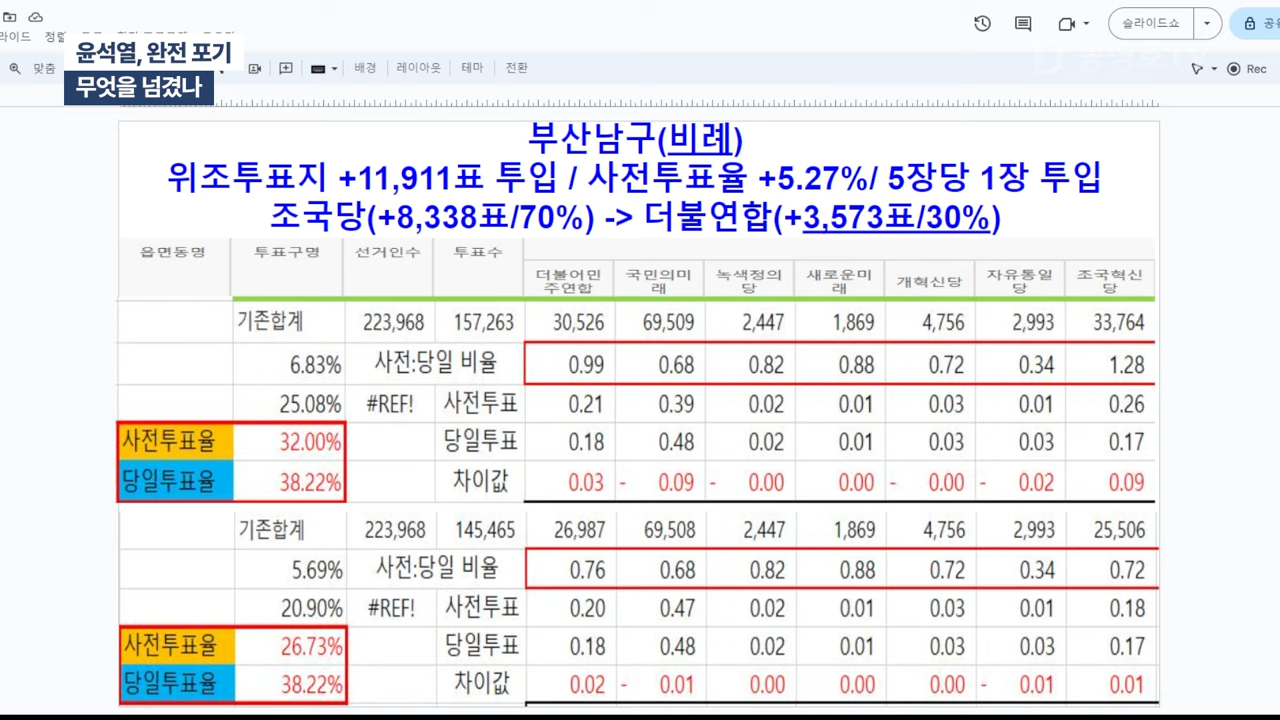 슬라이드쇼
공유
라이드 정렬
윤석열, 완전 포기
무엇을 넘겼나
맞춤
배경
레이아웃
테마
전환
Rec
부산남구(비례)
위조투표지 +11,911표 투입 / 사전투표율 +5.27%/ 5장당 1장 투입
조국당(+8,338표/70%) -> 더불연합(+3,573표/30%)
읍면동명 투표구명 선거인수 투표수
더불어민주연합 국민의미래 녹색정의당 새로운미래 개혁신당 자유통일당 조국혁신당
기존합계 223,968 157,263 30,526 69,509 2,447 1,869 4,756 2,993 33,764
6.83% 사전:당일 비율 0.99 0.68 0.82 0.88 0.72 0.34 1.28
25.08% #REF! 사전투표 0.21 0.39 0.02 0.01 0.03 0.01 0.26
사전투표율 32.00% 당일투표 0.18 0.48 0.02 0.01 0.03 0.03 0.17
당일투표율 38.22% 차이값 0.03 - 0.09 - 0.00 0.00 - 0.00 - 0.02 0.09
기존합계 223,968 145,465 26,987 69,508 2,447 1,869 4,756 2,993 25,506
5.69% 사전:당일 비율 0.76 0.68 0.82 0.88 0.72 0.34 0.72
20.90% #REF! 사전투표 0.20 0.47 0.02 0.01 0.03 0.01 0.18
사전투표율 26.73% 당일투표 0.18 0.48 0.02 0.01 0.03 0.03 0.17
당일투표율 38.22% 차이값 0.02 - 0.01 0.00 0.00 0.00 - 0.01 0.01